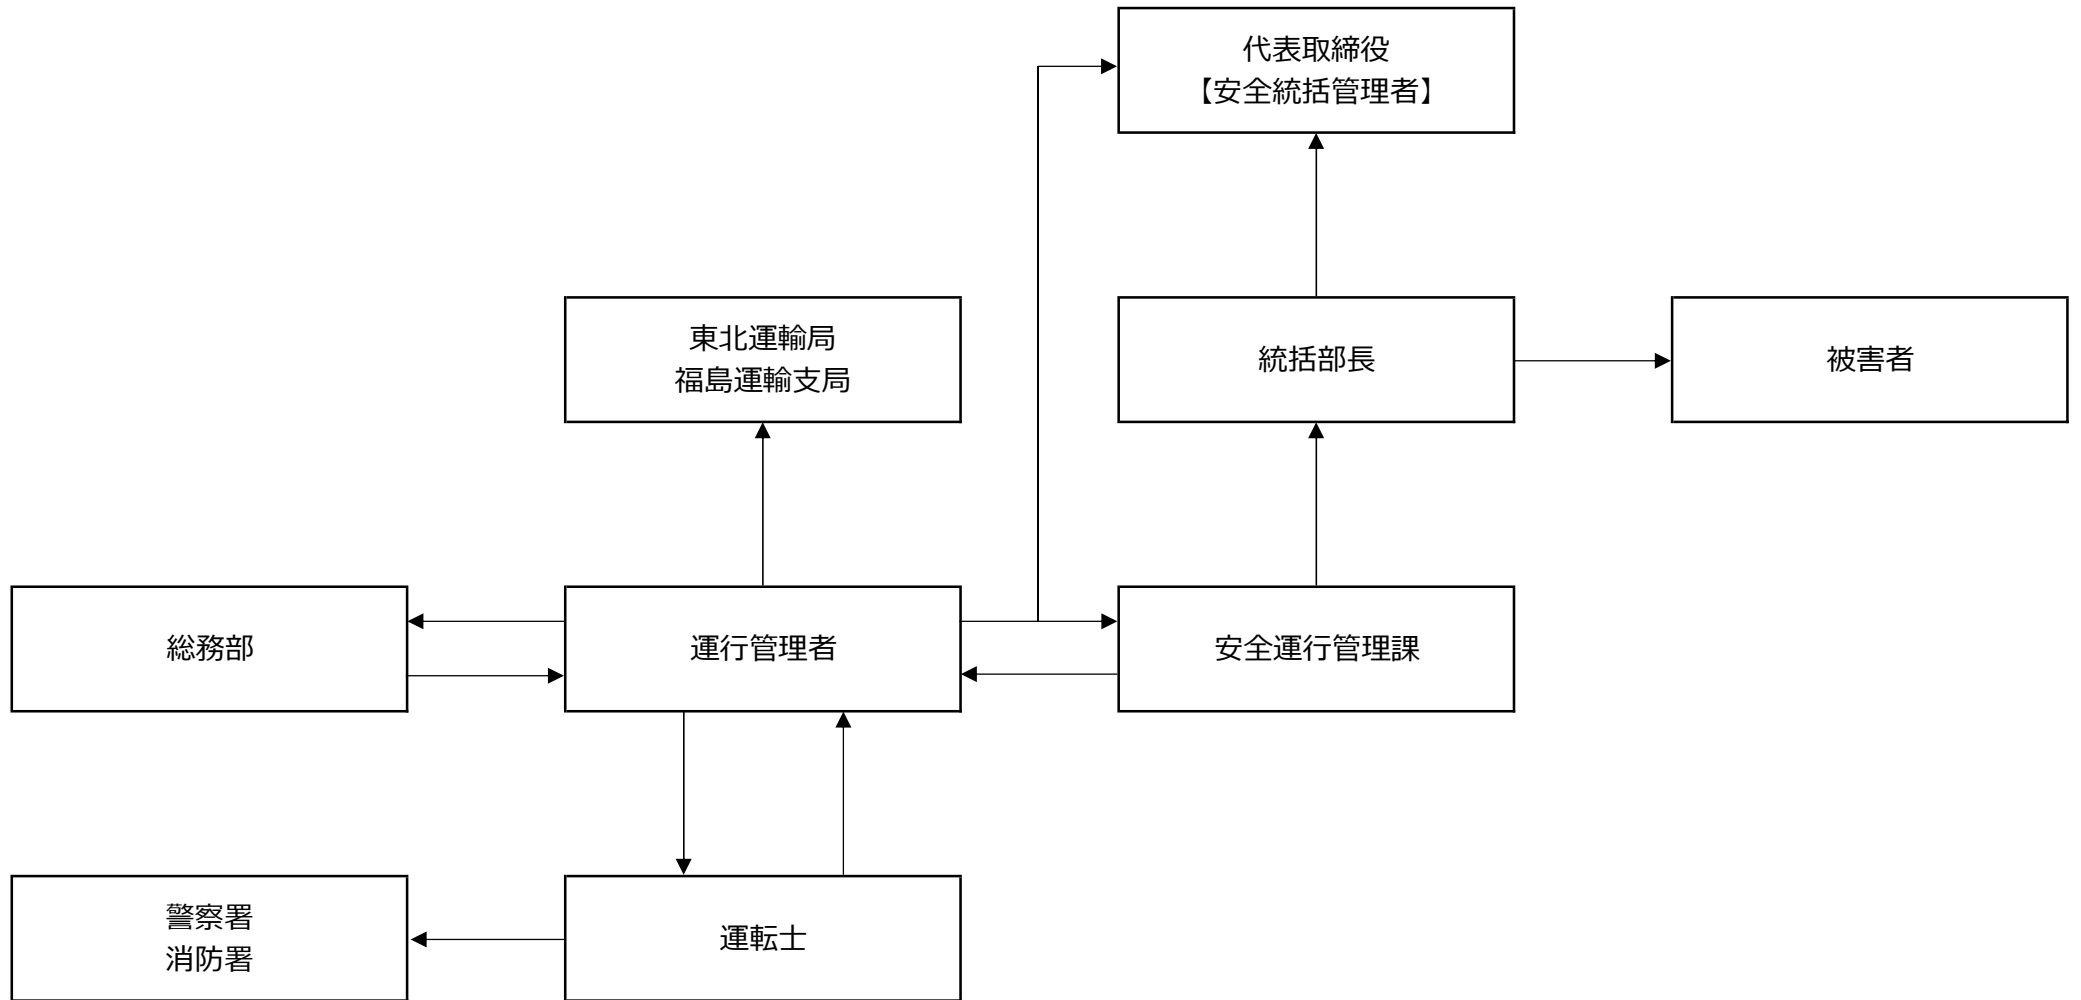 代表取締役
【安全統括管理者】
東北運輸局
福島運輸支局
統括部長
被害者
総務部
運行管理者
安全運行管理課
警察署
消防署
運転士